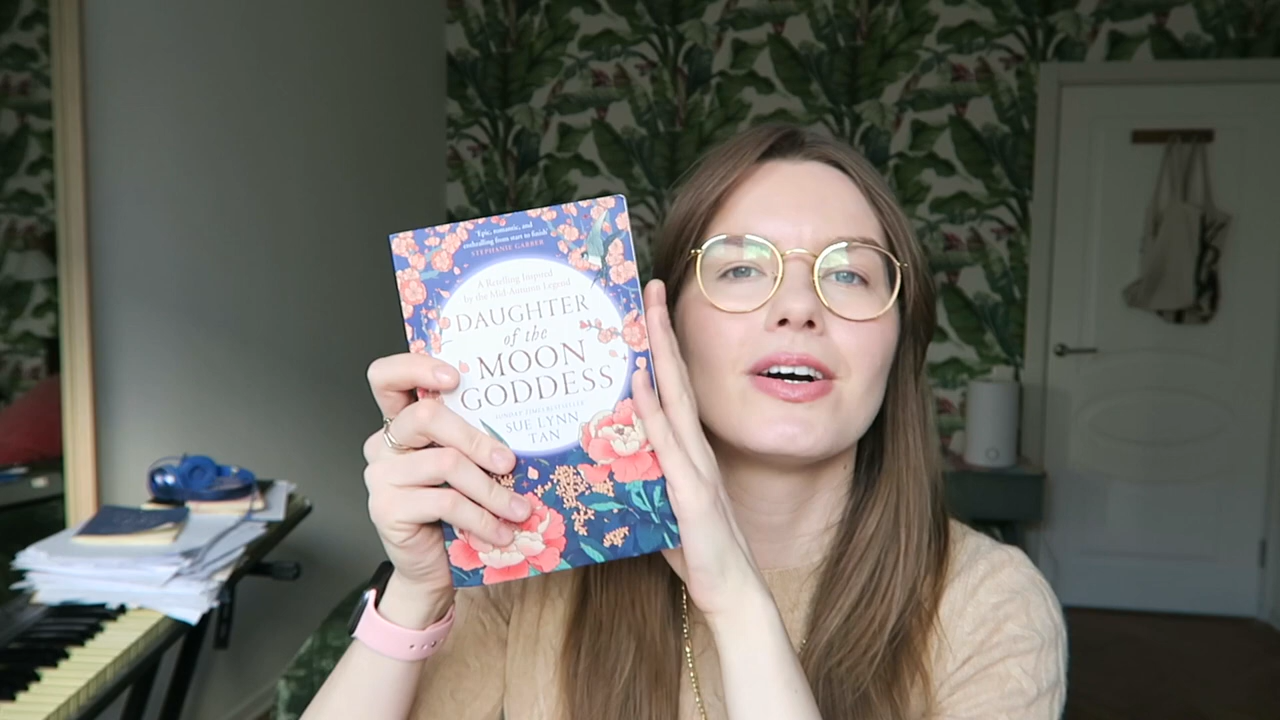 "Epic, romantic, and
enthralling from start to finish"
STEPHANIE GARBER
A Retelling Inspired
by the Mid-Autumn Legend
DAUGHTER
of the
MOON
GODDESS
SUNDAY TIMES BESTSELLER
SUE LYNN
TAN